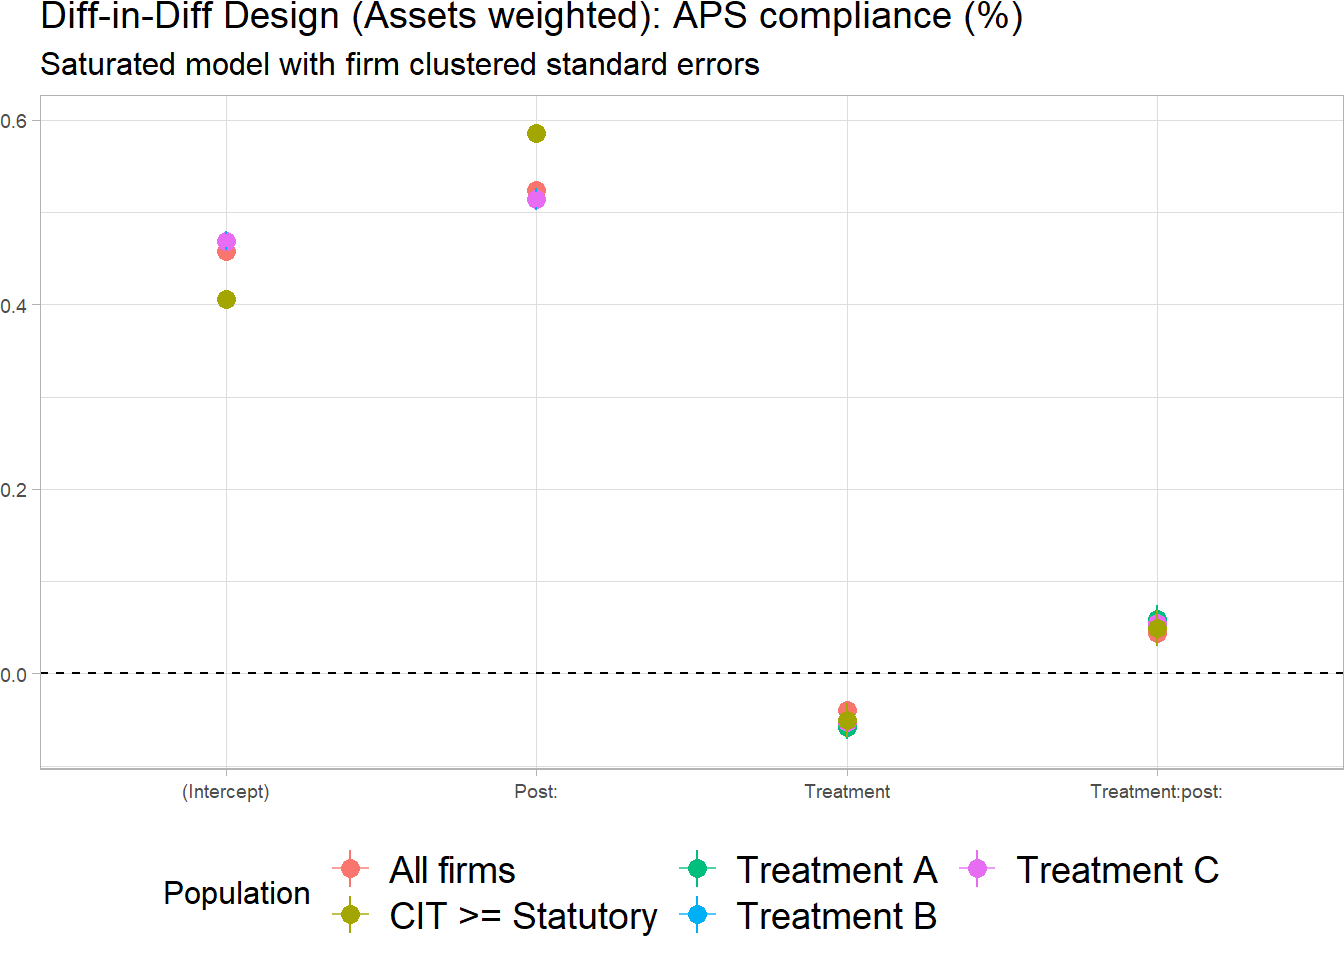 Diff-in-Diff Design (Assets weighted): APS compliance (%)
Saturated model with firm clustered standard errors
0.6
0.4
0.2
0.0
(Intercept)
Post:
Treatment
Treatment:post:
Population
All firms
CIT >= Statutory
Treatment A
Treatment B
Treatment C